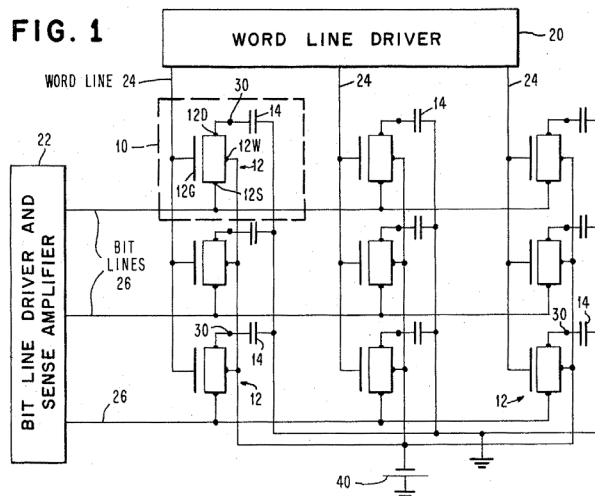 FIG. 1
WORD LINE DRIVER
20
WORD LINE 24
24
24
30
14
14
22
10
12D
12W
12
12G
12S
BIT LINE DRIVER AND SENSE AMPLIFIER
BIT LINES 26
30
14
30
14
12
12
26
40